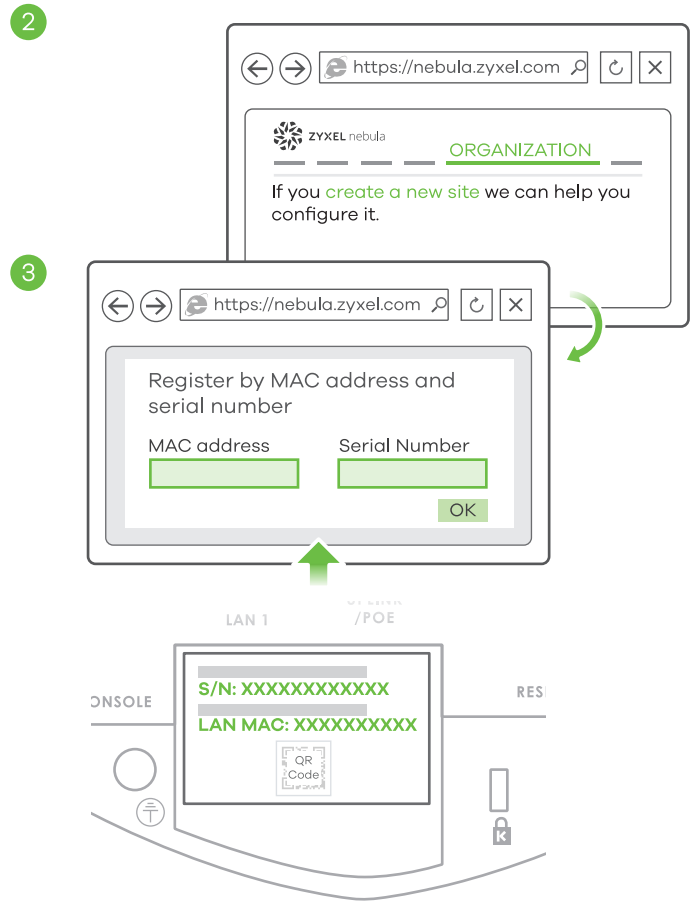 2
https://nebula.zyxel.com
ZYXEL nebula
ORGANIZATION
If you create a new site we can help you
configure it.
3
https://nebula.zyxel.com
Register by MAC address and
serial number
MAC address Serial Number
OK
LAN 1
/POE
ONSOLE
RES
S/N: XXXXXXXXXXXX
LAN MAC: XXXXXXXXXX
QR
Code
K